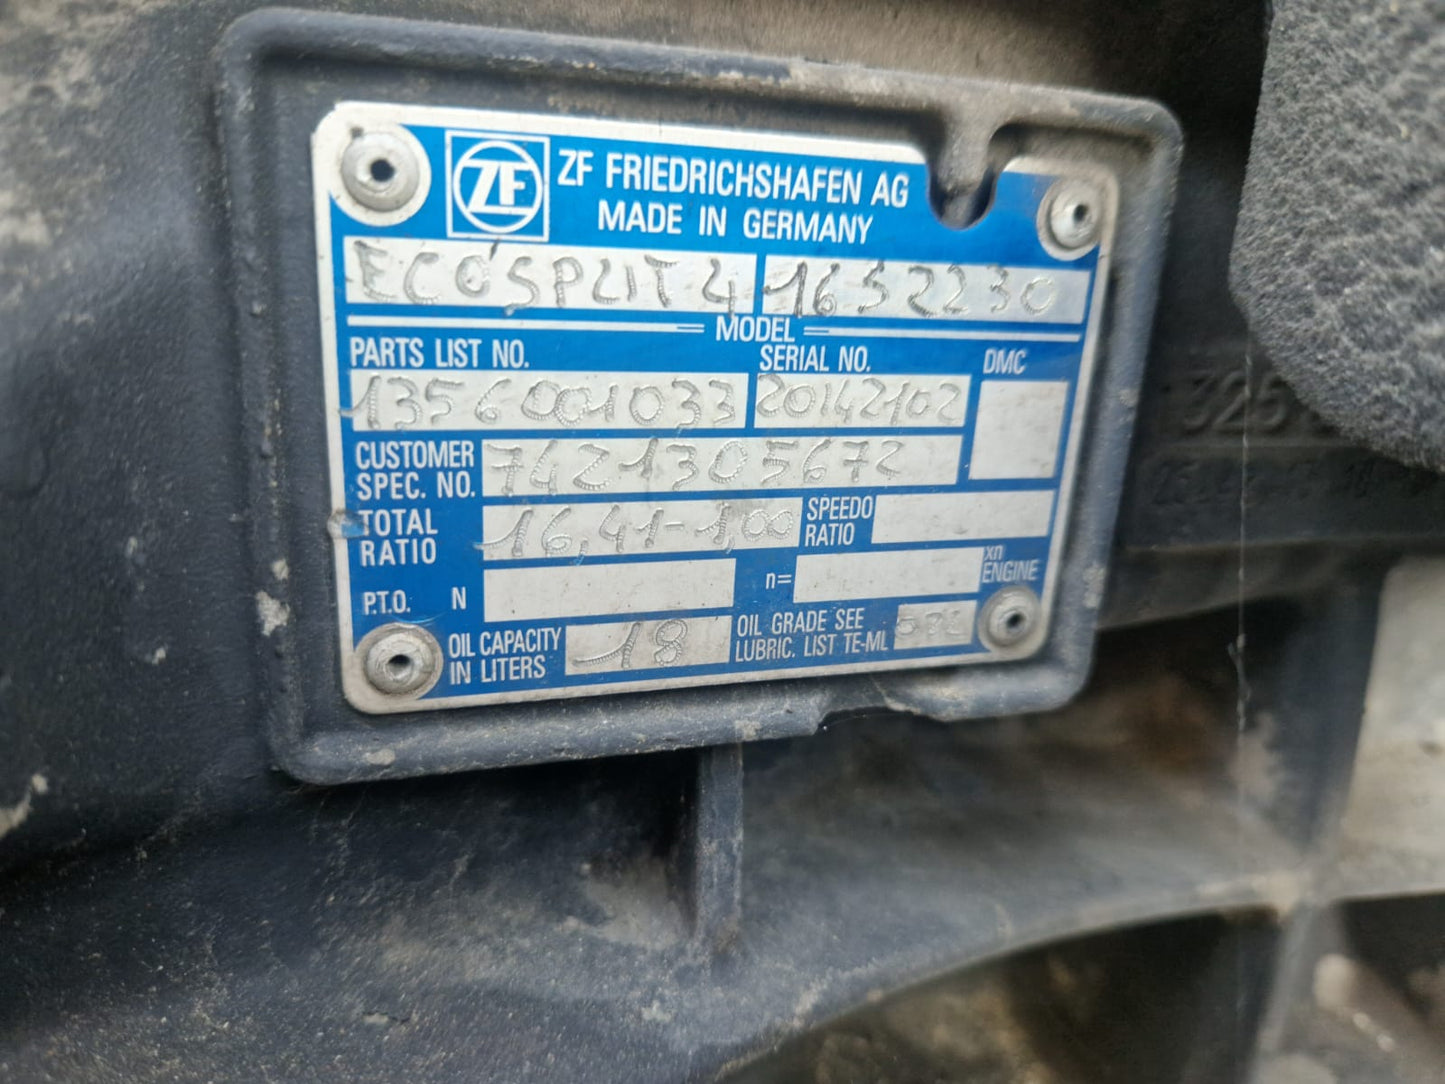 ZF ZF FRIEDRICHSHAFEN AG
MADE IN GERMANY
ECOSPLIT 4 16S2230
MODEL
PARTS LIST NO. SERIAL NO. DMC
1356001033 20142102
CUSTOMER SPEC. NO. 7421305672
TOTAL RATIO 16,41-1,00 SPEEDO RATIO
P.T.O. N n= xn ENGINE
OIL CAPACITY IN LITERS 18 OIL GRADE SEE LUBRIC. LIST TE-ML
325